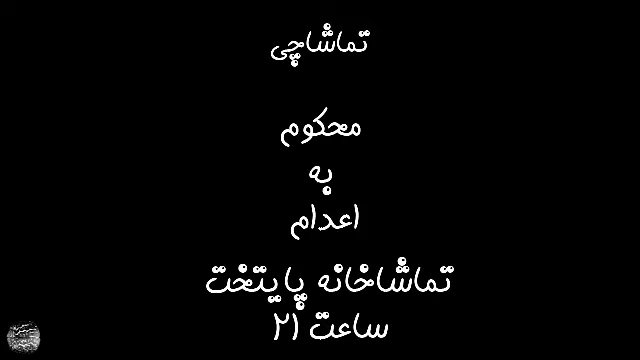 تماشاچی
محکوم
به
اعدام
تماشاخانه پایتخت
ساعت ۲۱